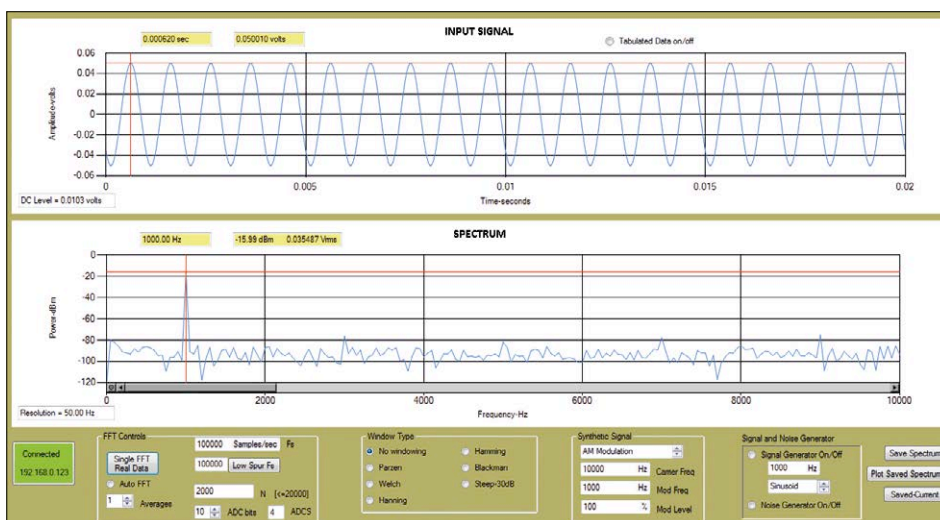 INPUT SIGNAL
0.000620 sec
0.050010 volts
Tabulated Data on/off
Amplitude-volts
0.06
0.04
0.02
0
-0.02
-0.04
-0.06
0
0.005
0.01
0.015
0.02
Time-seconds
DC Level = 0.0103 volts
SPECTRUM
1000.00 Hz
-15.99 dBm 0.035487 Vrms
Power-dBm
0
-20
-40
-60
-80
-100
-120
2000
4000
6000
8000
10000
Frequency-Hz
Resolution = 50.00 Hz
Connected
192.168.0.123
FFT Controls
Single FFT
Real Data
Auto FFT
1 Averages
100000 Samples/sec Fs
100000 Low Spur Fs
2000 N [<=20000]
10 ADC bits 4 ADCS
Window Type
No windowing
Parzen
Welch
Hanning
Hamming
Blackman
Steep-30dB
Synthetic Signal
AM Modulation
10000 Hz Carrier Freq
1000 Hz Mod Freq
100 % Mod Level
Signal and Noise Generator
Signal Generator On/Off
1000 Hz
Sinusoid
Noise Generator On/Off
Save Spectrum
Plot Saved Spectrum
Saved-Current